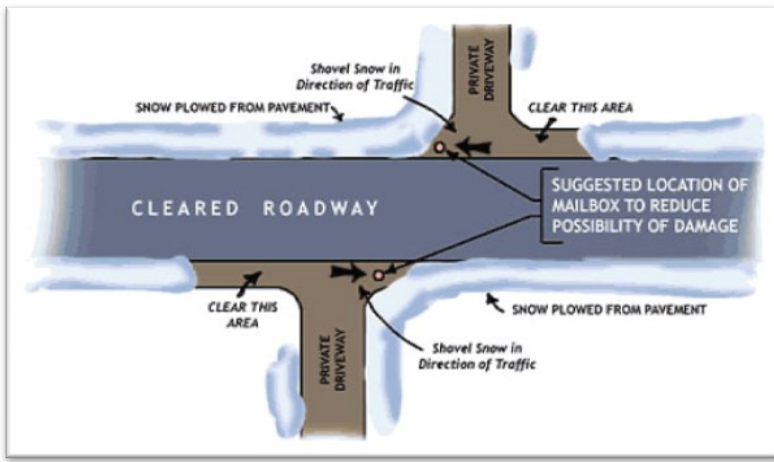 Shovel Snow in
Direction of Traffic
PRIVATE
DRIVEWAY
SNOW PLOWED FROM PAVEMENT
CLEAR THIS AREA
CLEARED ROADWAY
SUGGESTED LOCATION OF
MAILBOX TO REDUCE
POSSIBILITY OF DAMAGE
CLEAR THIS
AREA
SNOW PLOWED FROM PAVEMENT
PRIVATE
DRIVEWAY
Shovel Snow in
Direction of Traffic